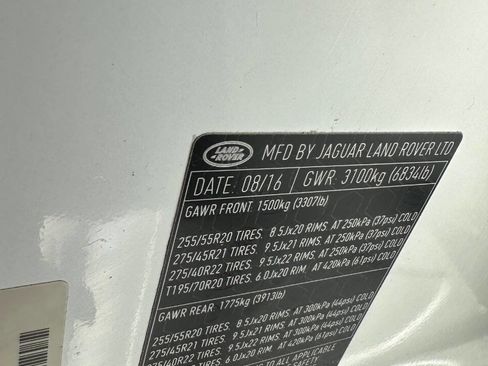 LAND
ROVER
MFD BY JAGUAR LAND ROVER LTD
DATE: 08/16 GWR: 3100kg (6834lb)
GAWR FRONT: 1500kg (3307lb)
255/55R20 TIRES. 8.5Jx20 RIMS. AT 250kPa (37psi) COLD
275/45R21 TIRES. 9.5Jx21 RIMS. AT 250kPa (37psi) COLD
275/40R22 TIRES. 9.5Jx22 RIMS. AT 250kPa (37psi) COLD
T195/70R20 TIRES. 6.0Jx20 RIM. AT 420kPa (61psi) COLD
GAWR REAR: 1775kg (3913lb)
255/55R20 TIRES. 8.5Jx20 RIMS. AT 300kPa (44psi) COLD
275/45R21 TIRES. 9.5Jx21 RIMS. AT 300kPa (44psi) COLD
275/40R22 TIRES. 9.5Jx22 RIMS. AT 300kPa (44psi)
TIRES. 6.0Jx20 RIM. AT 420kPa (61psi)
TO ALL APPLICABLE